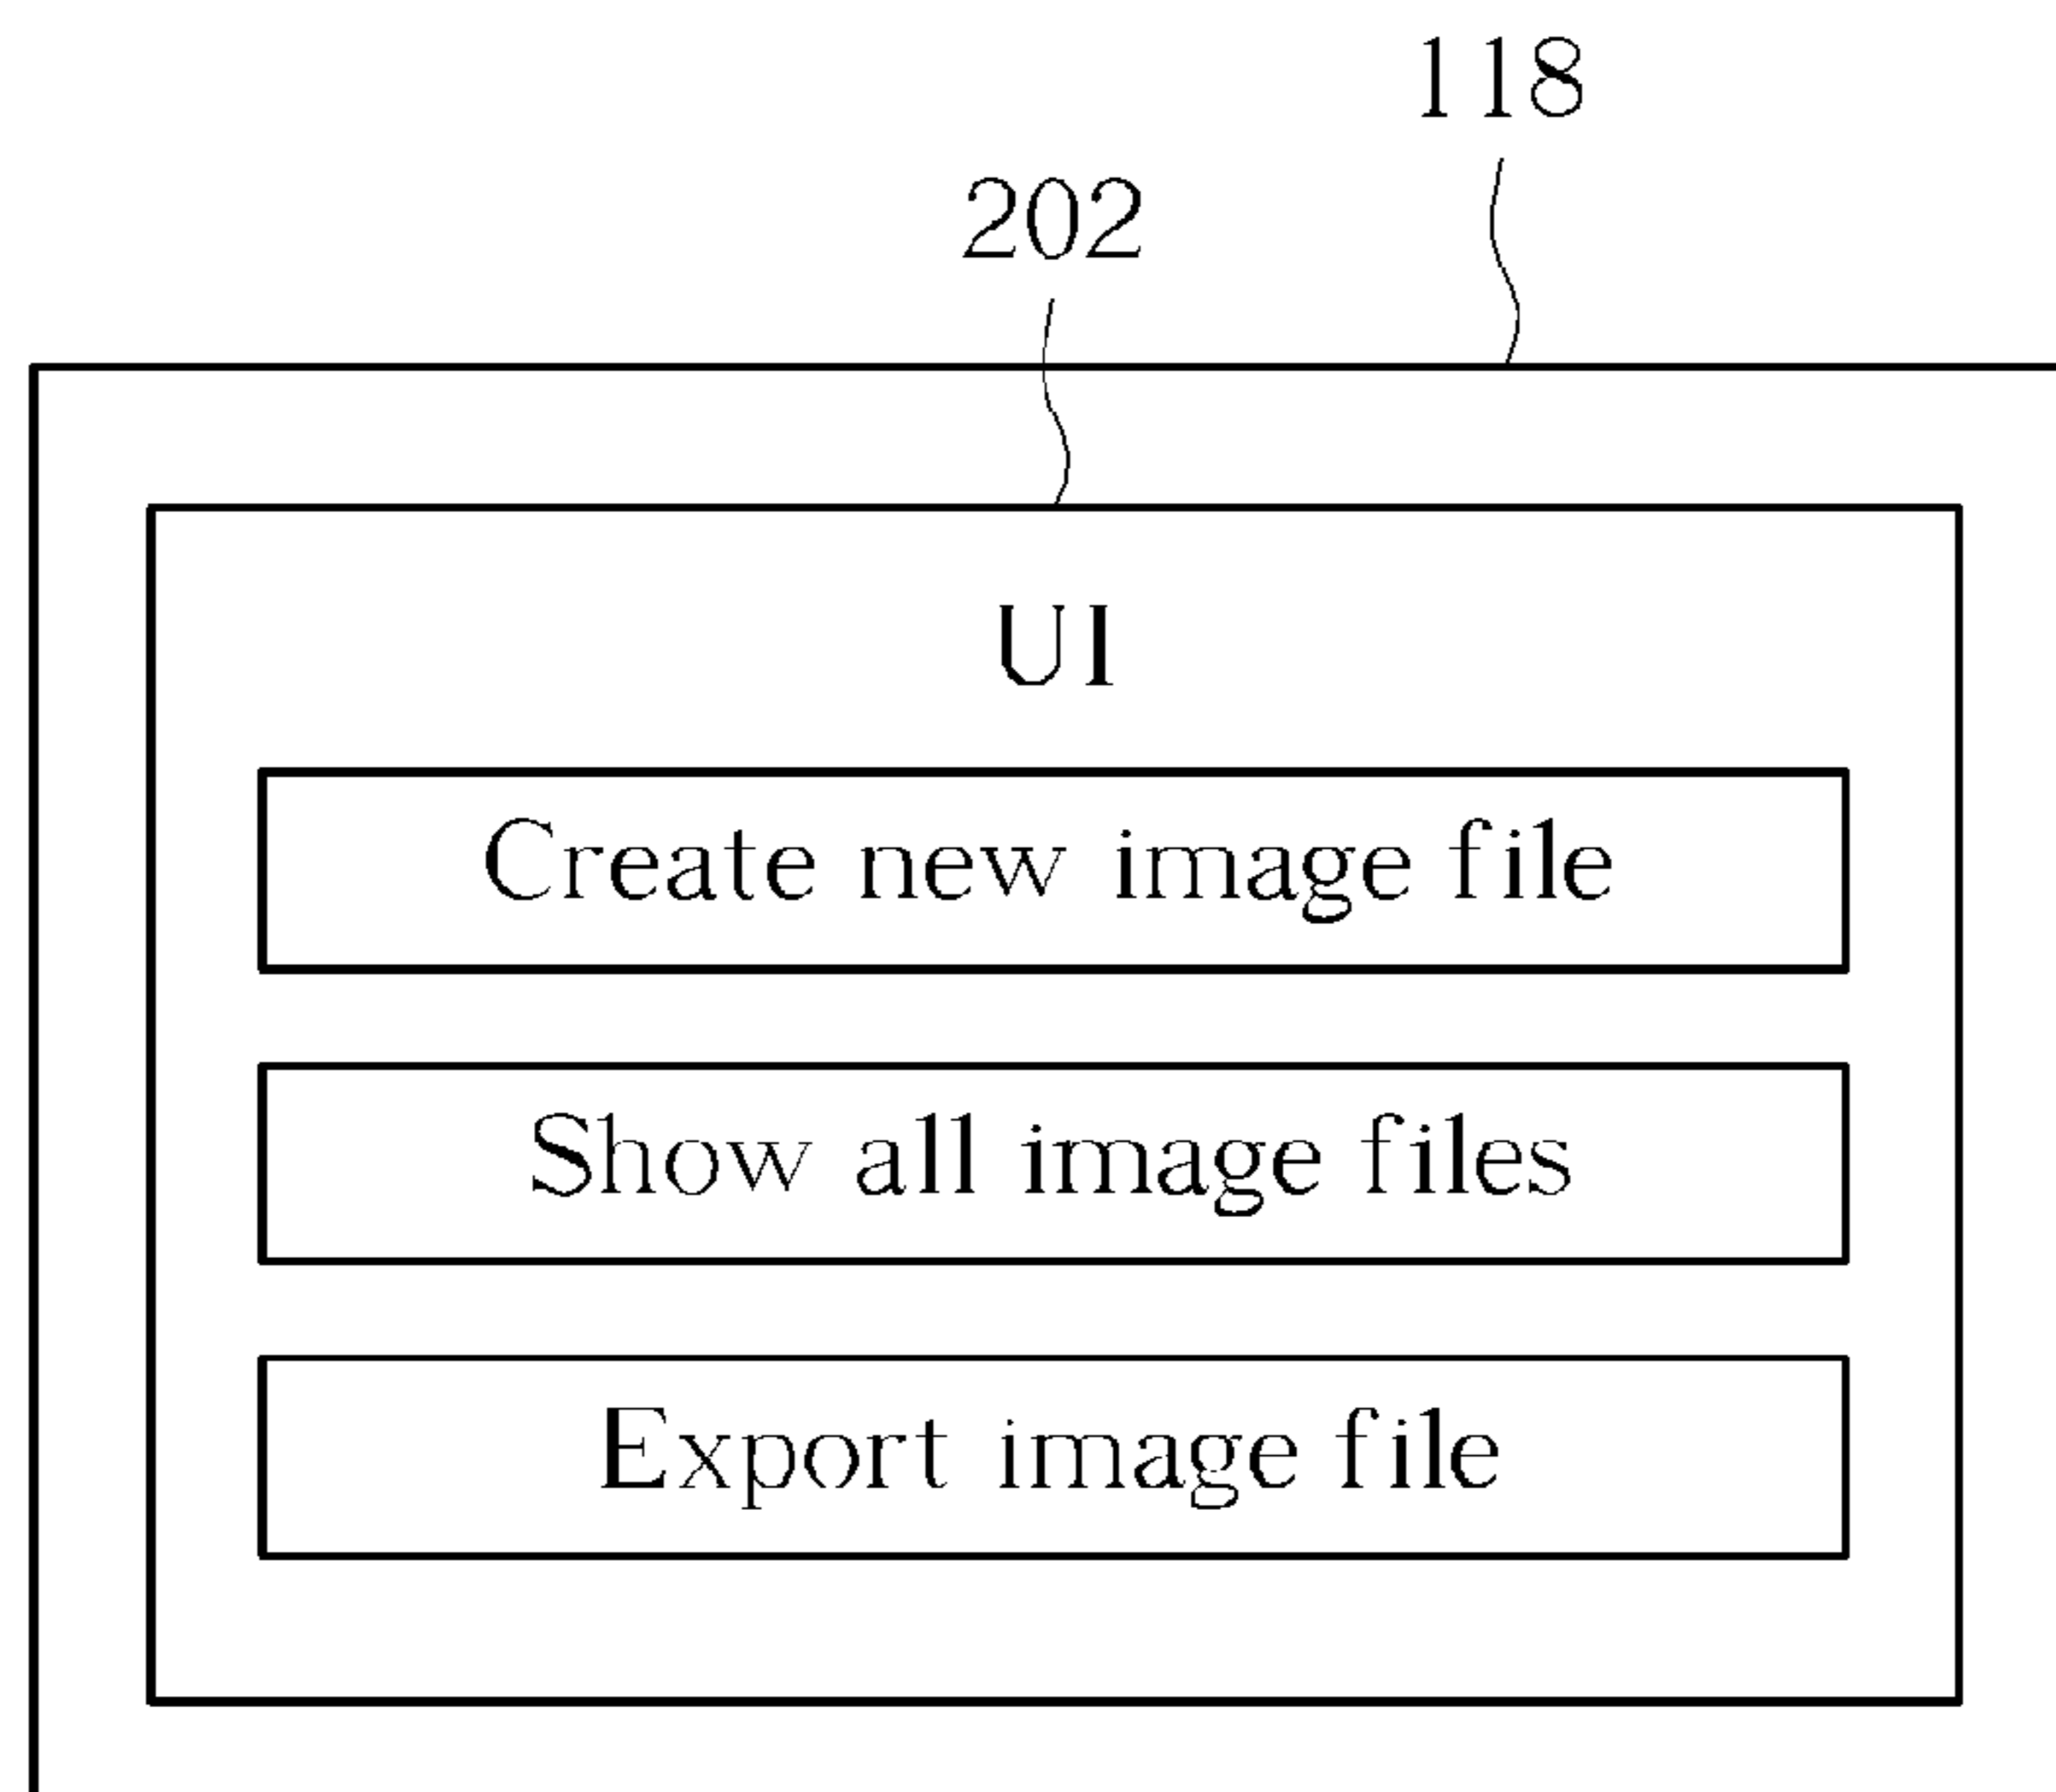 118
202
UI
Create new image file
Show all image files
Export image file